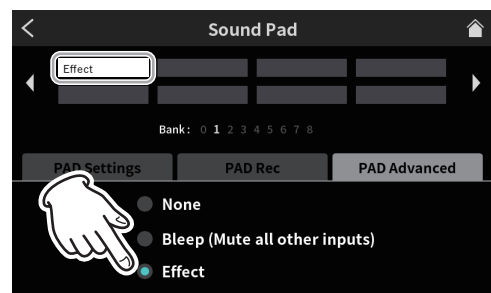 Sound Pad
Effect
Bank: 0 1 2 3 4 5 6 7 8
PAD Settings PAD Rec PAD Advanced
None
Bleep (Mute all other inputs)
Effect